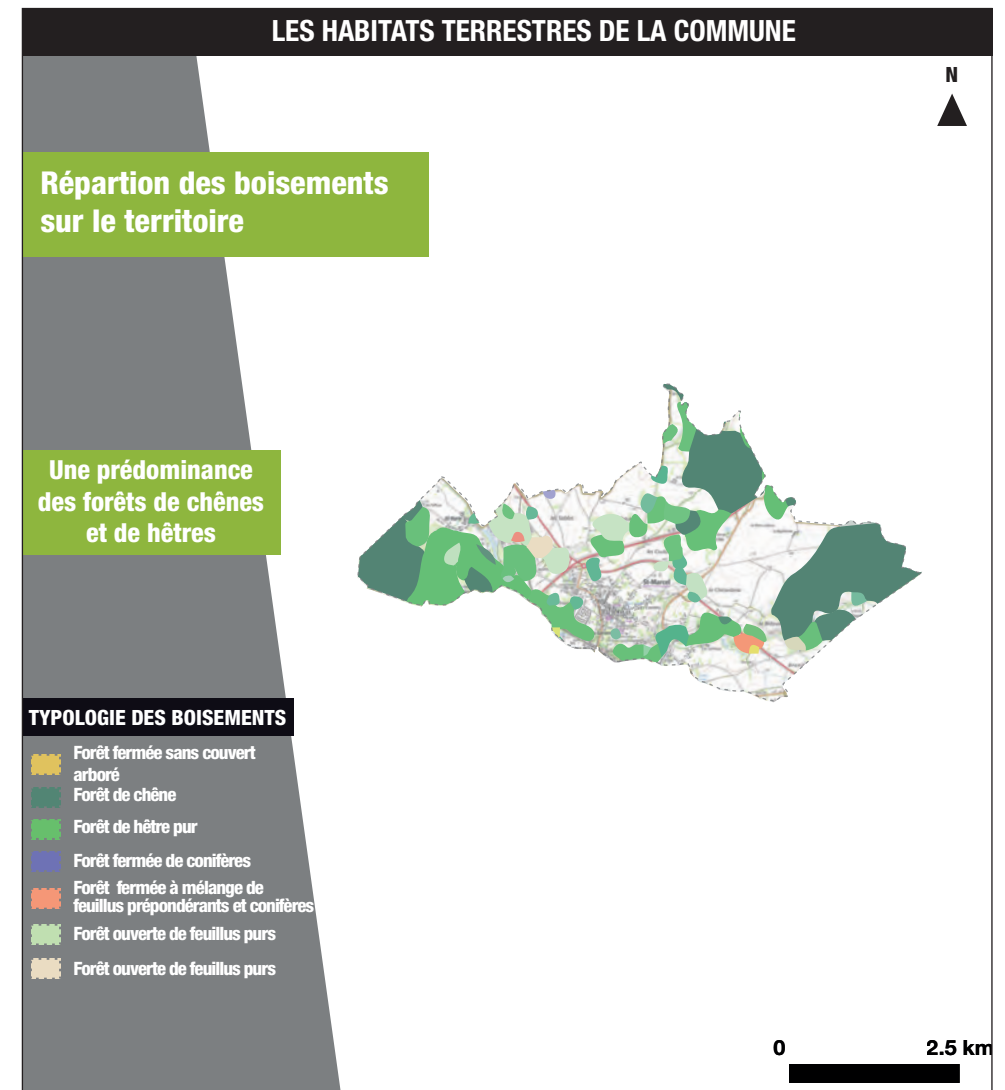 LES HABITATS TERRESTRES DE LA COMMUNE
N
Répartion des boisements
sur le territoire
Une prédominance
des forêts de chênes
et de hêtres
St-Marcel
TYPOLOGIE DES BOISEMENTS
Forêt fermée sans couvert
arboré
Forêt de chêne
Forêt de hêtre pur
Forêt fermée de conifères
Forêt fermée à mélange de
feuillus prépondérants et conifères
Forêt ouverte de feuillus purs
Forêt ouverte de feuillus purs
0 2.5 km